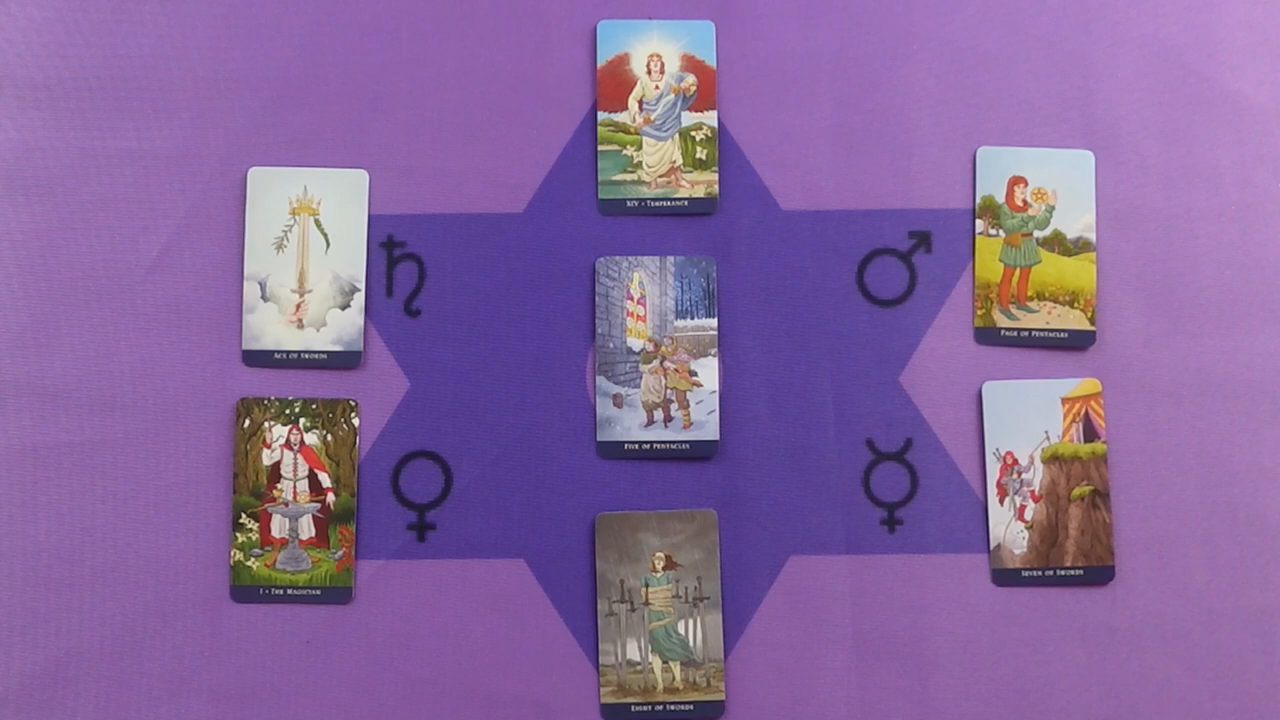 XIV • TEMPERANCE
ACE OF SWORDS
PAGE OF PENTACLES
FIVE OF PENTACLES
I • THE MAGICIAN
SEVEN OF SWORDS
EIGHT OF SWORDS